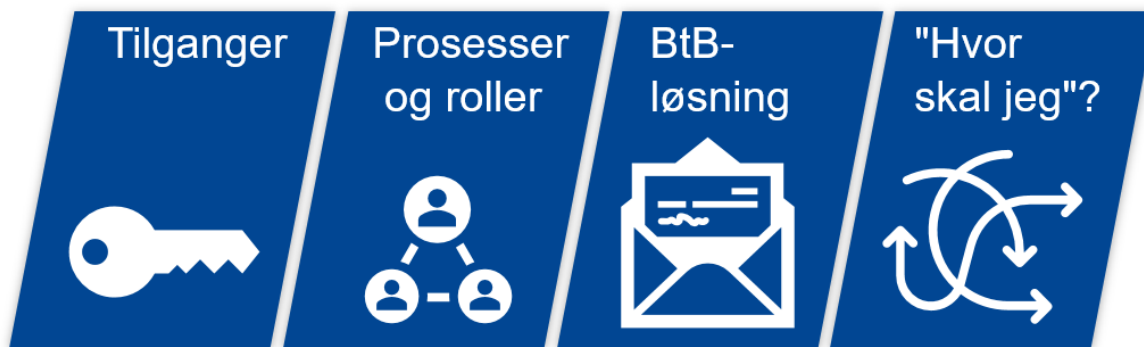 Tilganger
Prosesser
og roller
BtB-
løsning
"Hvor
skal jeg"?